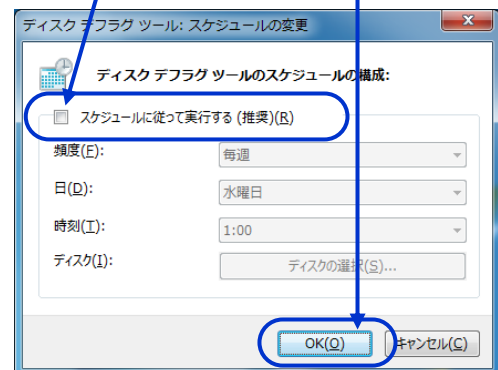 ディスク デフラグ ツール: スケジュールの変更
ディスク デフラグ ツールのスケジュールの構成:
スケジュールに従って実行する (推奨)(R)
頻度(F): 毎週
日(D): 水曜日
時刻(T): 1:00
ディスク(I): ディスクの選択(S)...
OK(O) キャンセル(C)